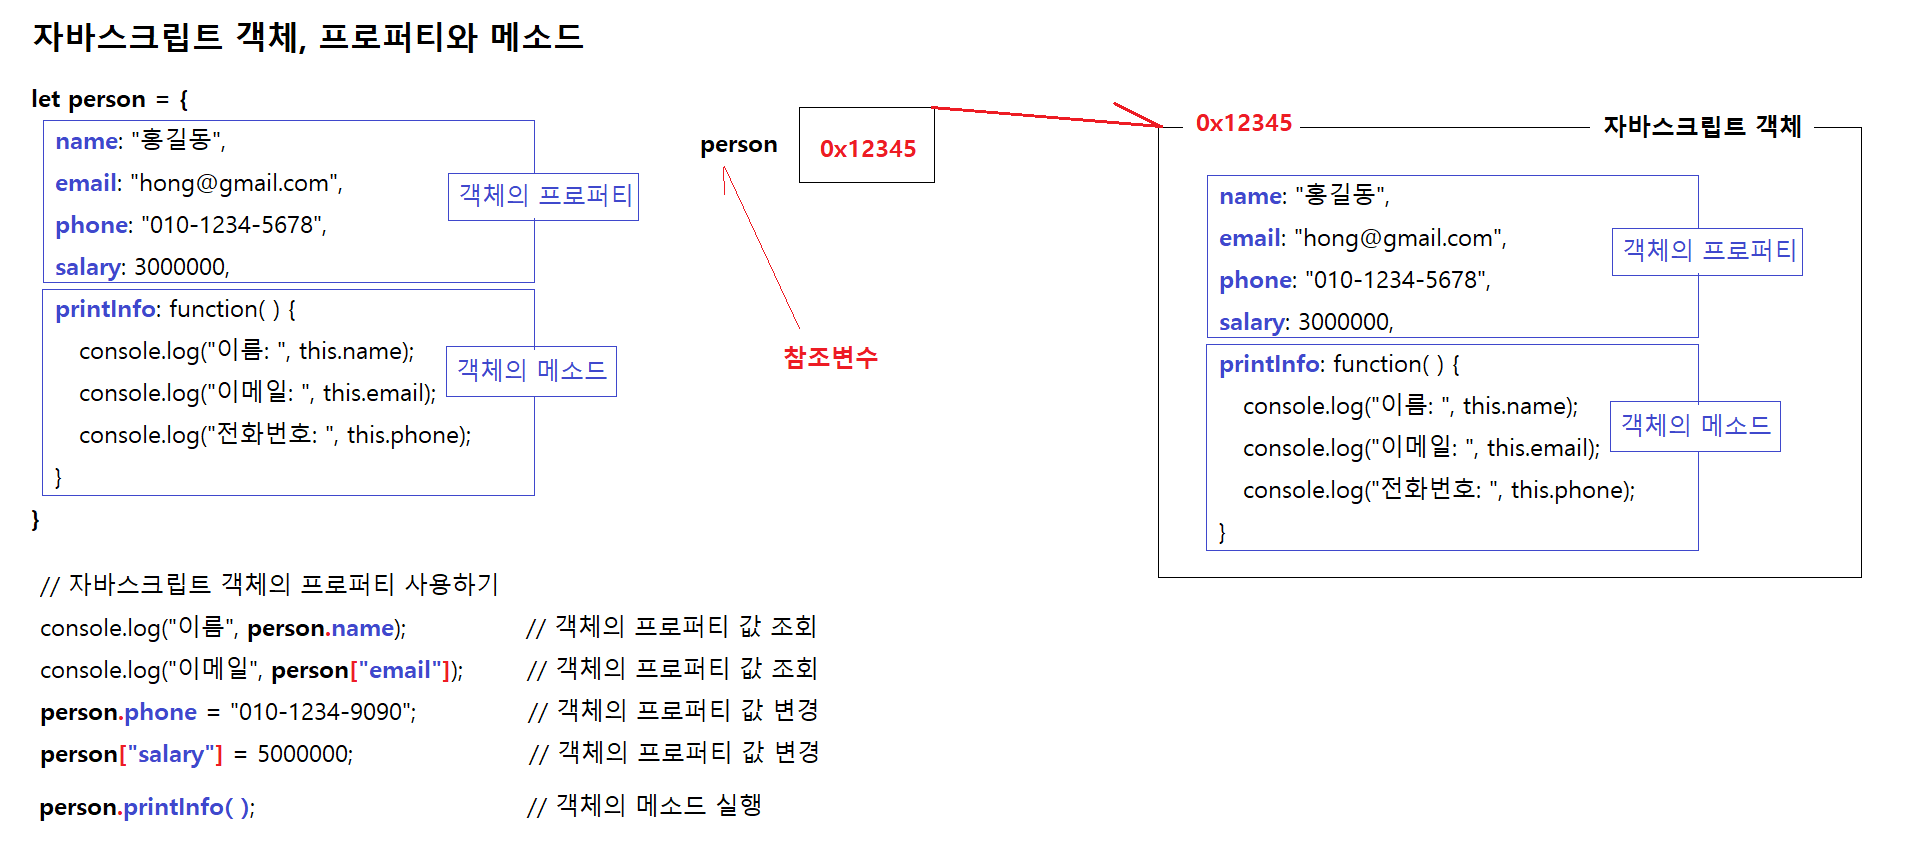 자바스크립트 객체, 프로퍼티와 메소드
let person = {
name: "홍길동",
email: "hong@gmail.com",
phone: "010-1234-5678",
salary: 3000000,
객체의 프로퍼티
printInfo: function( ) {
console.log("이름: ", this.name);
console.log("이메일: ", this.email);
console.log("전화번호: ", this.phone);
}
객체의 메소드
}
person
0x12345
참조변수
0x12345
자바스크립트 객체
name: "홍길동",
email: "hong@gmail.com",
phone: "010-1234-5678",
salary: 3000000,
객체의 프로퍼티
printInfo: function( ) {
console.log("이름: ", this.name);
console.log("이메일: ", this.email);
console.log("전화번호: ", this.phone);
}
객체의 메소드
// 자바스크립트 객체의 프로퍼티 사용하기
console.log("이름", person.name); // 객체의 프로퍼티 값 조회
console.log("이메일", person["email"]); // 객체의 프로퍼티 값 조회
person.phone = "010-1234-9090"; // 객체의 프로퍼티 값 변경
person["salary"] = 5000000; // 객체의 프로퍼티 값 변경
person.printInfo( ); // 객체의 메소드 실행